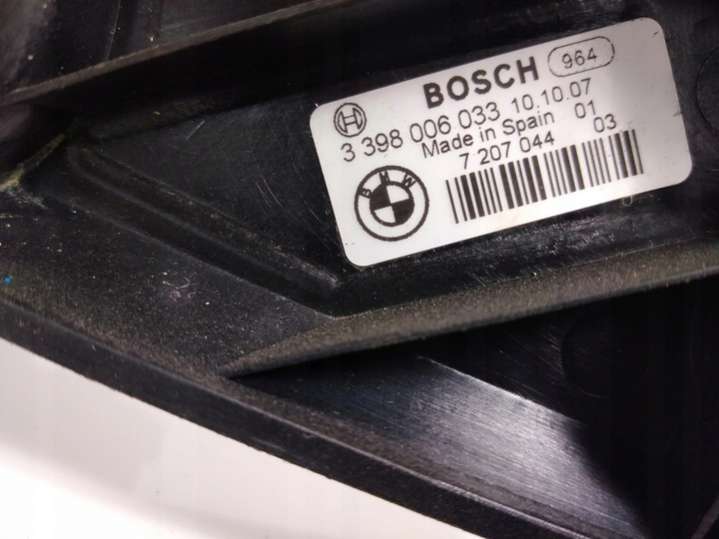 BOSCH 964
3 398 006 033 10.10.07
Made in Spain 01
7 207 044 03
BMW